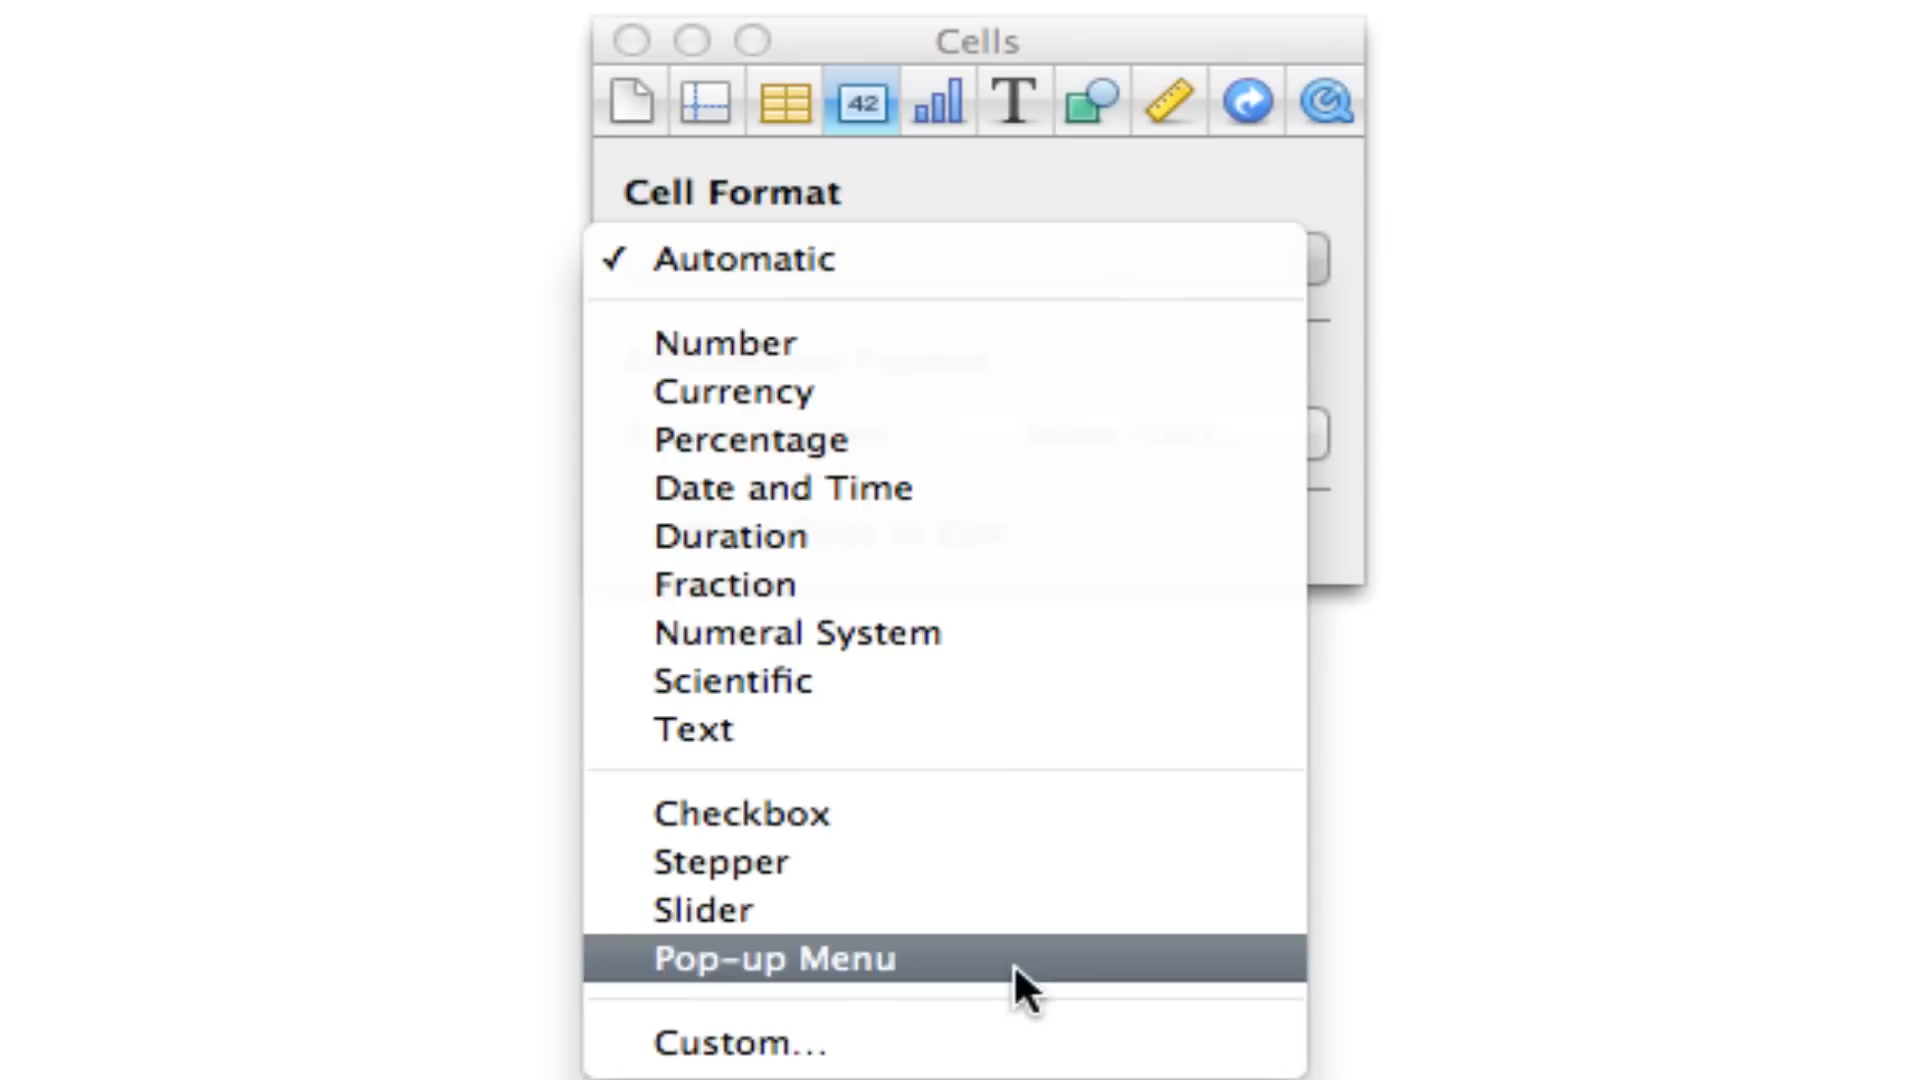 Cells
42
T
Cell Format
✓ Automatic
Number
Currency
Percentage
Date and Time
Duration
Fraction
Numeral System
Scientific
Text
Checkbox
Stepper
Slider
Pop-up Menu
Custom...